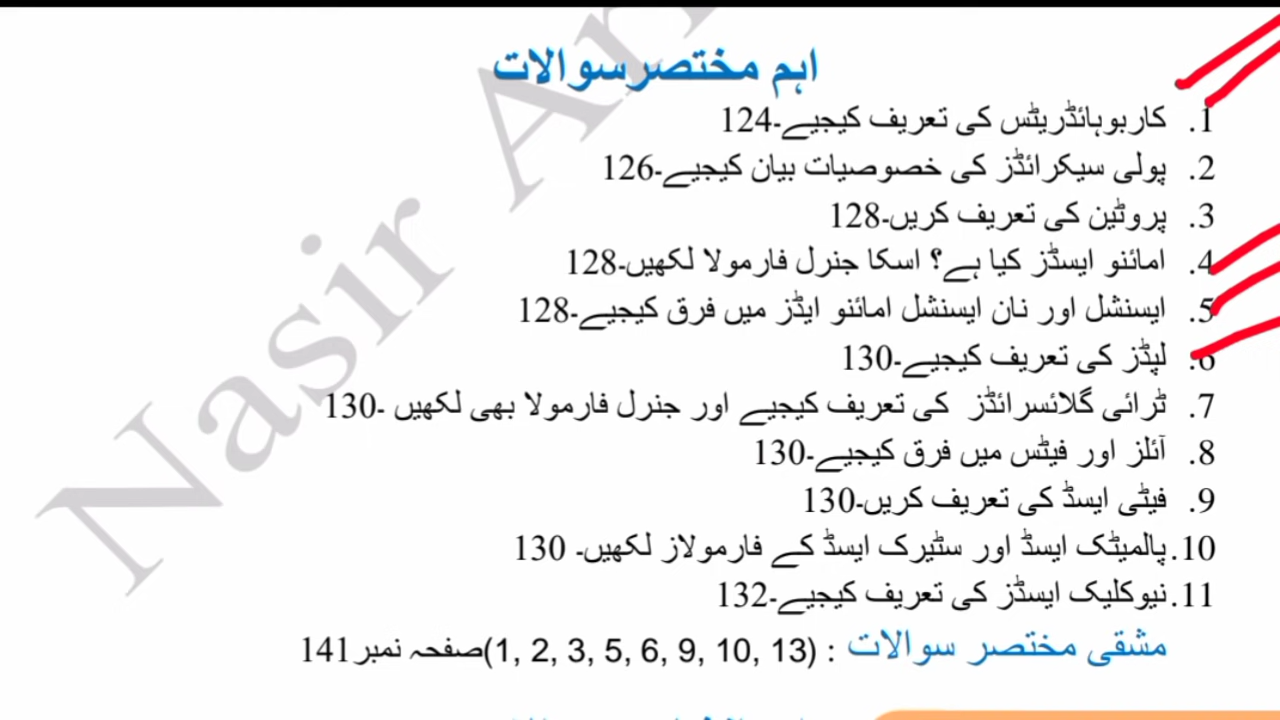 اہم مختصر سوالات
1. کاربوہائڈریٹس کی تعریف کیجیے۔124
2. پولی سیکرائڈز کی خصوصیات بیان کیجیے۔126
3. پروٹین کی تعریف کریں۔128
4. امائنو ایسڈز کیا ہے؟ اسکا جنرل فارمولا لکھیں۔128
5. ایسنشل اور نان ایسنشل امائنو ایڈز میں فرق کیجیے۔128
6. لپڈز کی تعریف کیجیے۔130
7. ٹرائی گلائسرائڈز کی تعریف کیجیے اور جنرل فارمولا بھی لکھیں ۔130
8. آئلز اور فیٹس میں فرق کیجیے۔130
9. فیٹی ایسڈ کی تعریف کریں۔130
10. پالمیٹک ایسڈ اور سٹیرک ایسڈ کے فارمولاز لکھیں۔ 130
11. نیوکلیک ایسڈز کی تعریف کیجیے۔132
مشقی مختصر سوالات : (1, 2, 3, 5, 6, 9, 10, 13)صفحہ نمبر141
Nasir